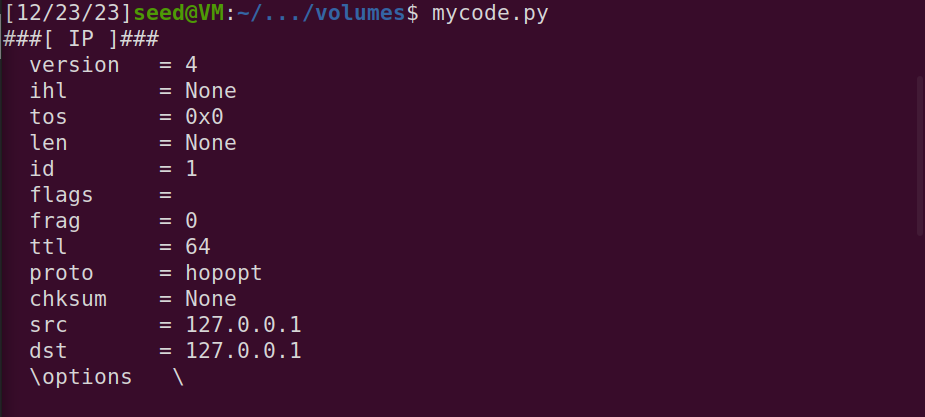 [12/23/23]seed@VM:~/.../volumes$ mycode.py
###[ IP ]###
  version   = 4
  ihl       = None
  tos       = 0x0
  len       = None
  id        = 1
  flags     =
  frag      = 0
  ttl       = 64
  proto     = hopopt
  chksum    = None
  src       = 127.0.0.1
  dst       = 127.0.0.1
  \options   \